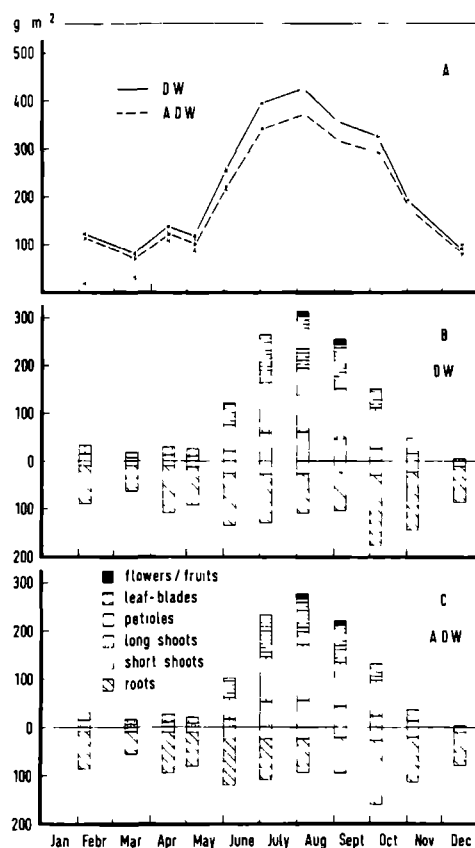 g m2
500
400
300
200
100
DW
ADW
A
300
200
100
0
100
200
B
DW
300
200
100
0
100
200
flowers / fruits
leaf-blades
petioles
long shoots
short shoots
roots
C
ADW
Jan Febr Mar Apr May June July Aug Sept Oct Nov Dec